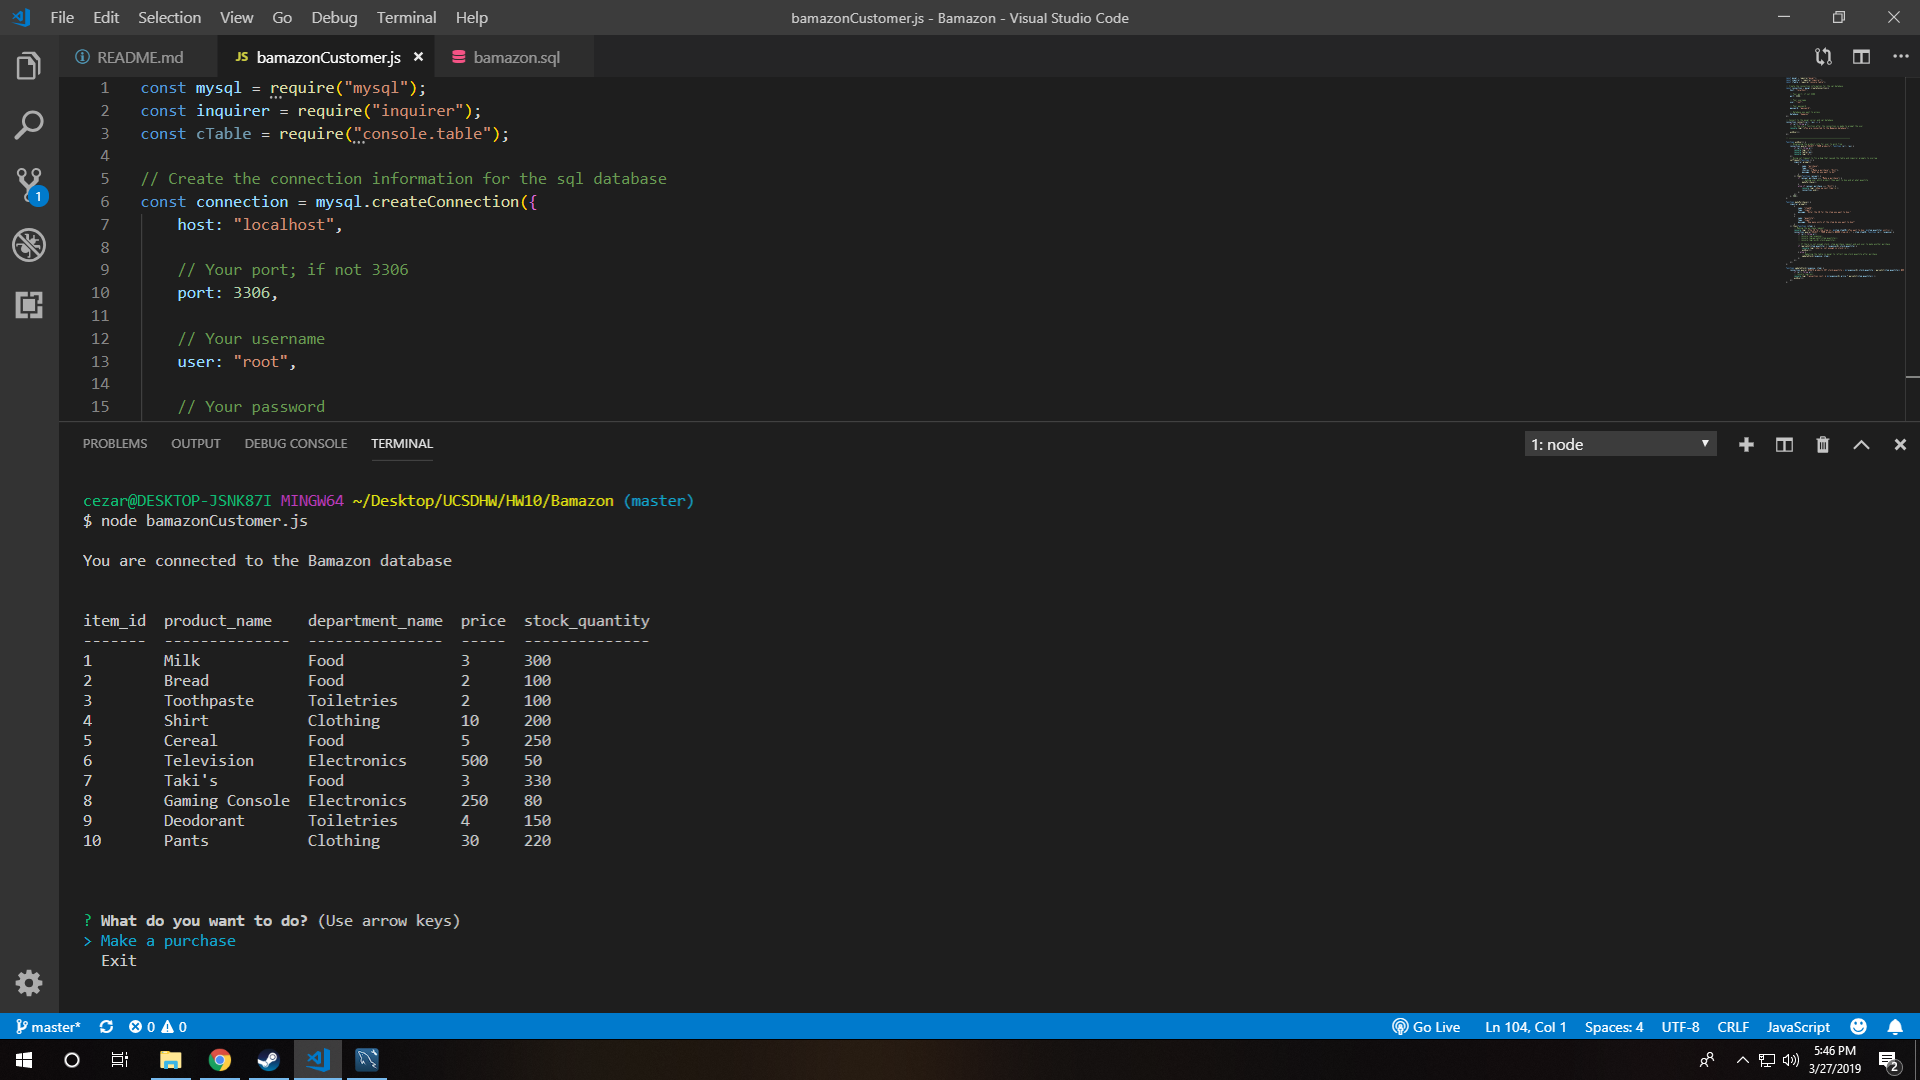 File Edit Selection View Go Debug Terminal Help
bamazonCustomer.js - Bamazon - Visual Studio Code
README.md
JS bamazonCustomer.js
bamazon.sql
1 const mysql = require("mysql");
2 const inquirer = require("inquirer");
3 const cTable = require("console.table");
4
5 // Create the connection information for the sql database
6 const connection = mysql.createConnection({
7 host: "localhost",
8
9 // Your port; if not 3306
10 port: 3306,
11
12 // Your username
13 user: "root",
14
15 // Your password
1
PROBLEMS OUTPUT DEBUG CONSOLE TERMINAL
1: node
cezar@DESKTOP-JSNK87I MINGW64 ~/Desktop/UCSDHW/HW10/Bamazon (master)
$ node bamazonCustomer.js
You are connected to the Bamazon database
item_id product_name department_name price stock_quantity
------- -------------- --------------- ----- --------------
1 Milk Food 3 300
2 Bread Food 2 100
3 Toothpaste Toiletries 2 100
4 Shirt Clothing 10 200
5 Cereal Food 5 250
6 Television Electronics 500 50
7 Taki's Food 3 330
8 Gaming Console Electronics 250 80
9 Deodorant Toiletries 4 150
10 Pants Clothing 30 220
? What do you want to do? (Use arrow keys)
> Make a purchase
Exit
master* 0 0
Go Live Ln 104, Col 1 Spaces: 4 UTF-8 CRLF JavaScript
5:46 PM
3/27/2019
2